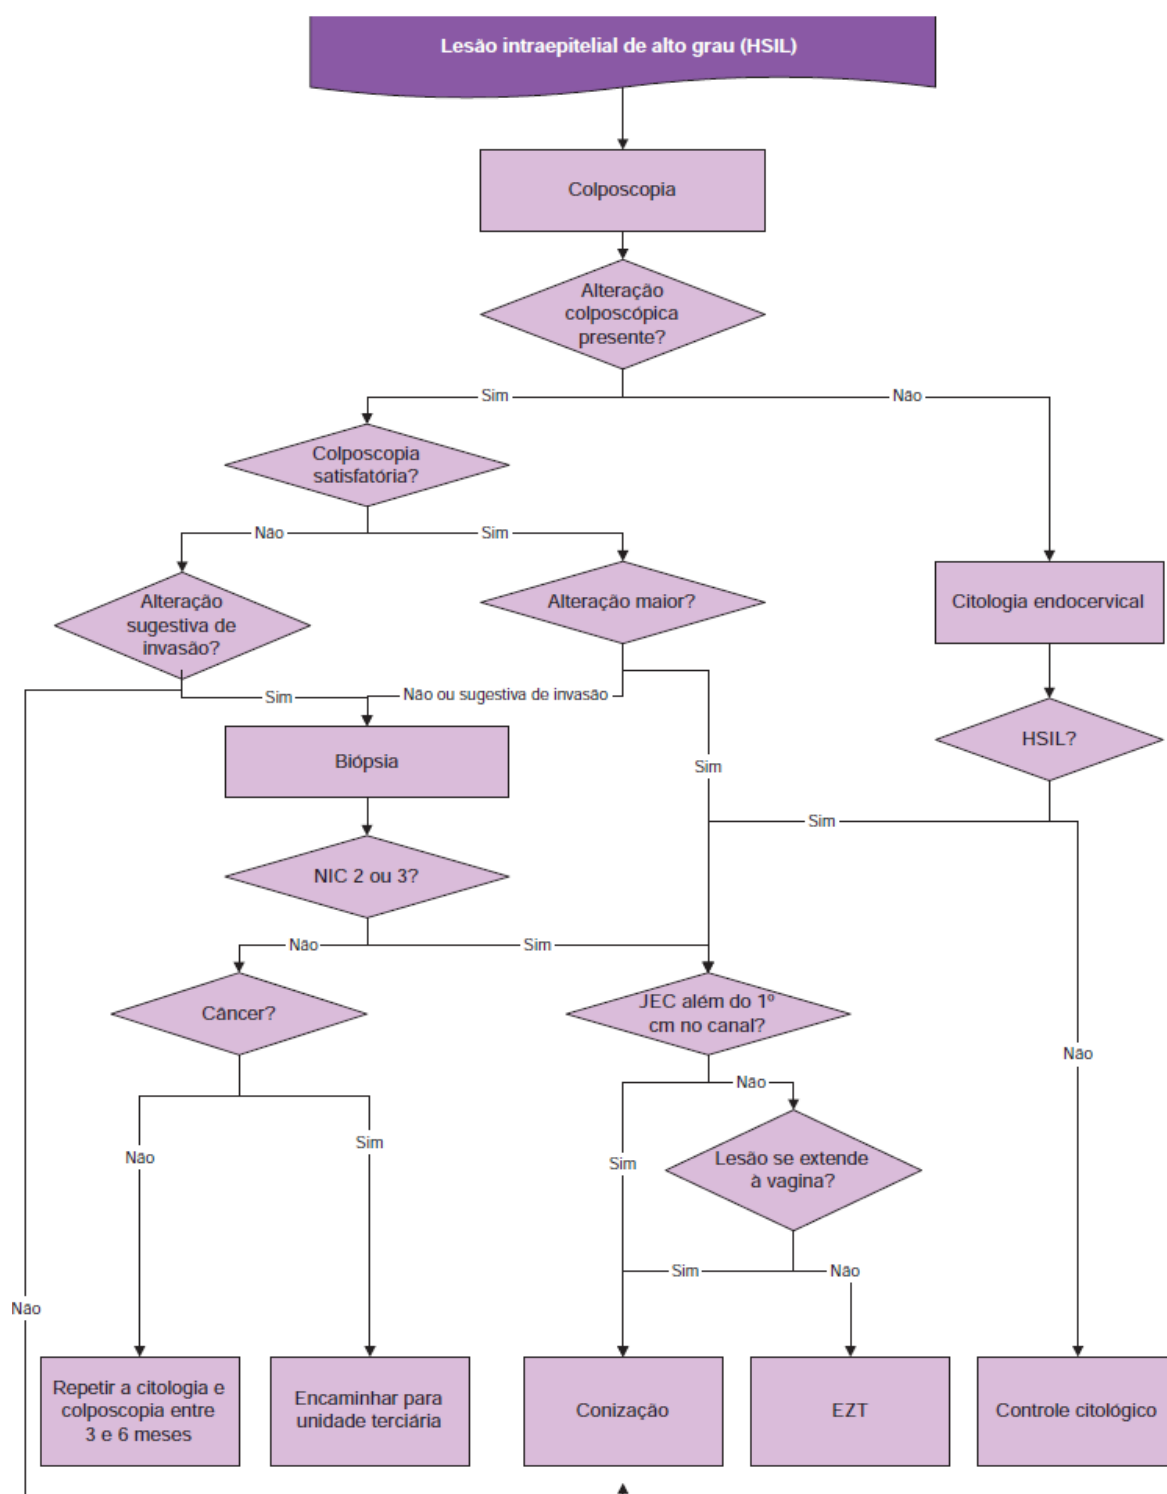 Lesão intraepitelial de alto grau (HSIL)
Colposcopia
Alteração
colposcópica
presente?
Sim
Não
Colposcopia
satisfatória?
Não
Sim
Alteração
sugestiva de
invasão?
Alteração maior?
Citologia endocervical
Sim
Não ou sugestiva de invasão
Biópsia
Sim
HSIL?
Sim
NIC 2 ou 3?
Não
Sim
Câncer?
JEC além do 1º
cm no canal?
Não
Não
Sim
Não
Sim
Lesão se extende
à vagina?
Sim
Não
Não
Repetir a citologia e
colposcopia entre
3 e 6 meses
Encaminhar para
unidade terciária
Conização
EZT
Controle citológico